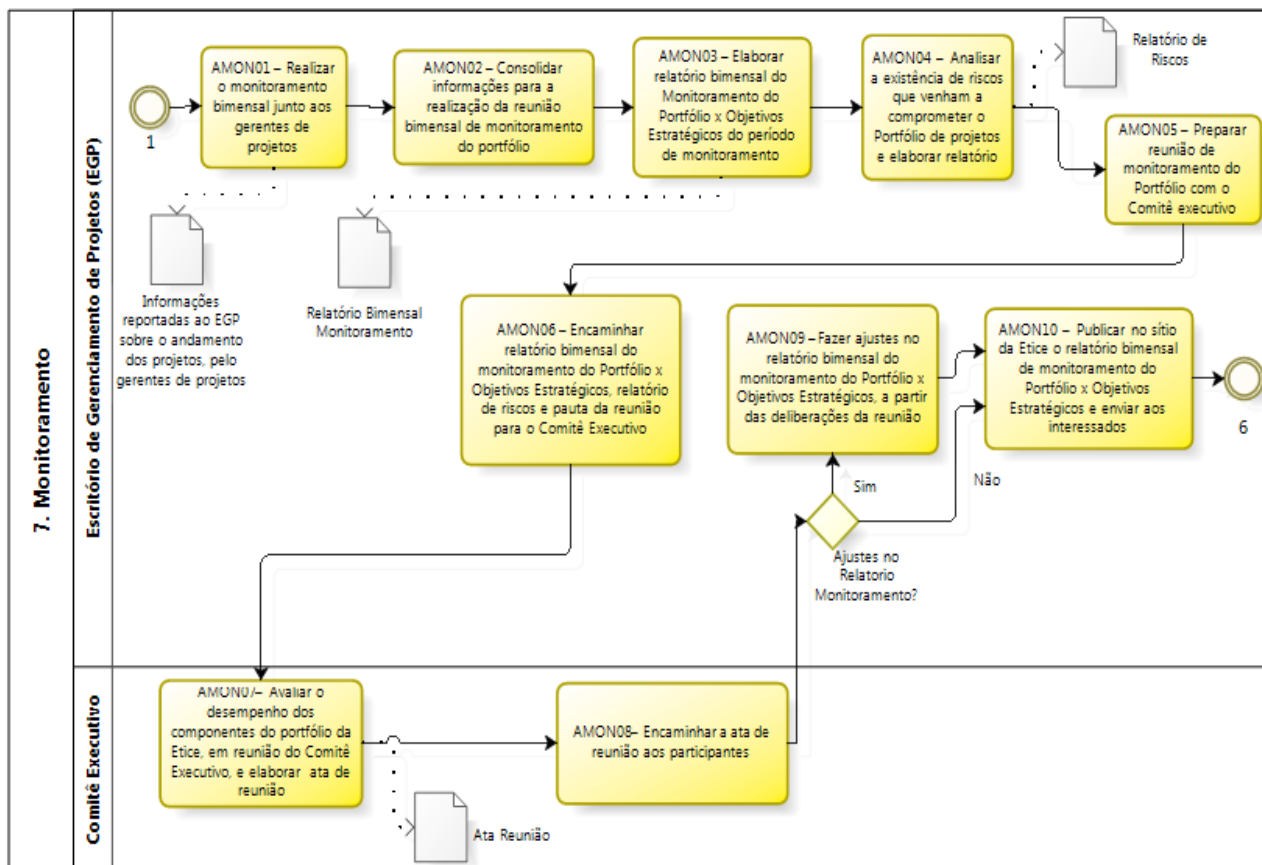 7. Monitoramento
Escritório de Gerenciamento de Projetos (EGP)
1
AMON01 – Realizar
o monitoramento
bimensal junto aos
gerentes de
projetos
AMON02 – Consolidar
informações para a
realização da reunião
bimensal de monitoramento
do portfólio
AMON03 – Elaborar
relatório bimensal do
Monitoramento do
Portfólio x Objetivos
Estratégicos do período
de monitoramento
AMON04 – Analisar
a existência de riscos
que venham a
comprometer o
Portfólio de projetos
e elaborar relatório
Relatório de
Riscos
AMON05 – Preparar
reunião de
monitoramento do
Portfólio com o
Comitê executivo
Informações
reportadas ao EGP
sobre o andamento
dos projetos, pelo
gerentes de projetos
Relatório Bimensal
Monitoramento
AMON06 – Encaminhar
relatório bimensal do
monitoramento do Portfólio x
Objetivos Estratégicos, relatório
de riscos e pauta da reunião
para o Comitê Executivo
AMON09 –Fazer ajustes no
relatório bimensal do
monitoramento do Portfólio x
Objetivos Estratégicos, a partir
das deliberações da reunião
AMON10 – Publicar no sítio
da Etice o relatório bimensal
de monitoramento do
Portfólio x Objetivos
Estratégicos e enviar aos
interessados
6
Sim
Não
Ajustes no
Relatorio
Monitoramento?
Comitê Executivo
AMON07– Avaliar o
desempenho dos
componentes do portfólio da
Etice, em reunião do Comitê
Executivo, e elaborar ata de
reunião
AMON08– Encaminhar a ata de
reunião aos participantes
Ata Reunião